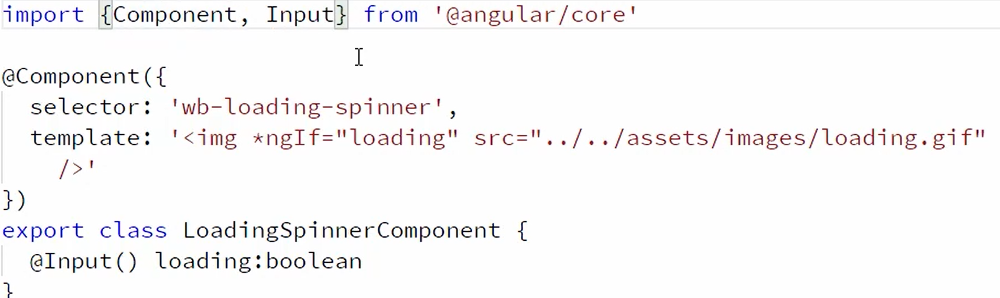 import {Component, Input} from '@angular/core'
@Component({
selector: 'wb-loading-spinner',
template: '<img *ngIf="loading" src="../../assets/images/loading.gif"
/>'
})
export class LoadingSpinnerComponent {
@Input() loading:boolean
}